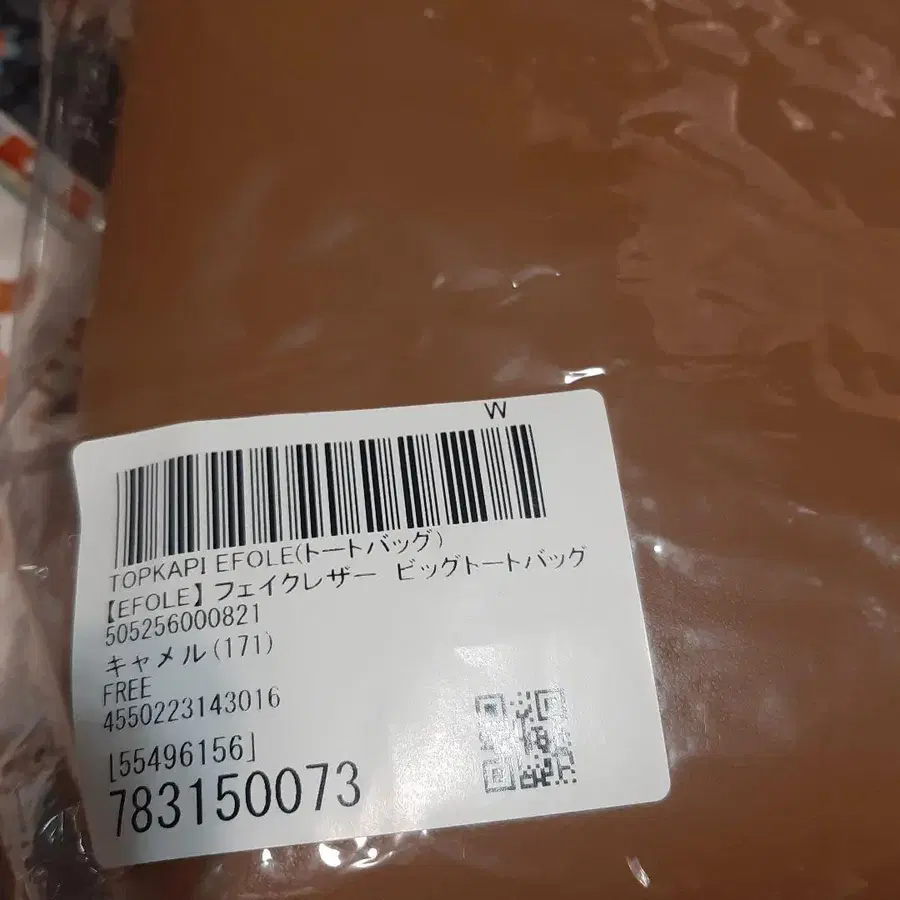 W
TOPKAPI EFOLE(トートバッグ)
【EFOLE】フェイクレザー ビッグトートバッグ
505256000821
キャメル(171)
FREE
4550223143016
[55496156]
783150073